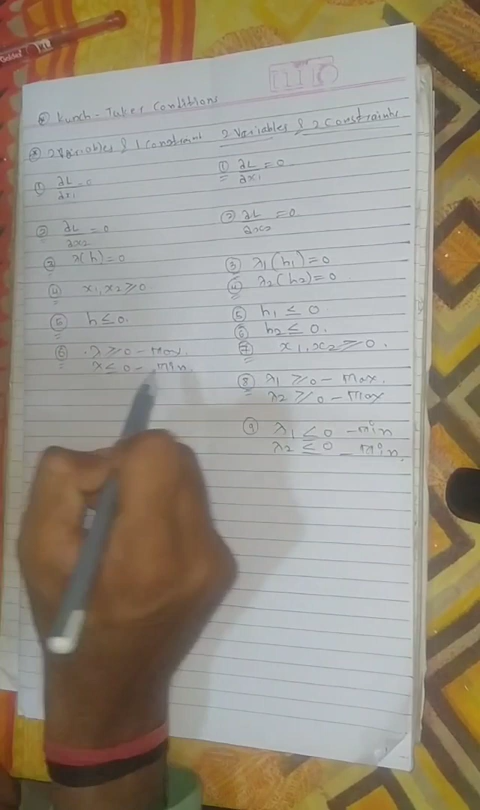 Kunch-Taker Conditions
2 Variables & 1 Constraint
① ∂L/∂x₁ = 0
② ∂L/∂x₂ = 0
③ λ(h) = 0
④ x₁, x₂ ≥ 0
⑤ h ≤ 0.
⑥ λ ≥ 0 - Max.
λ ≤ 0 - Min.
2 Variables & 2 Constraints
① ∂L/∂x₁ = 0
② ∂L/∂x₂ = 0
③ λ₁(h₁) = 0
④ λ₂(h₂) = 0
⑤ h₁ ≤ 0
⑥ h₂ ≤ 0.
⑦ x₁, x₂ ≥ 0.
⑧ λ₁ ≥ 0 - Max.
λ₂ ≥ 0 - Max
⑨ λ₁ ≤ 0 - Min
λ₂ ≤ 0 - Min.